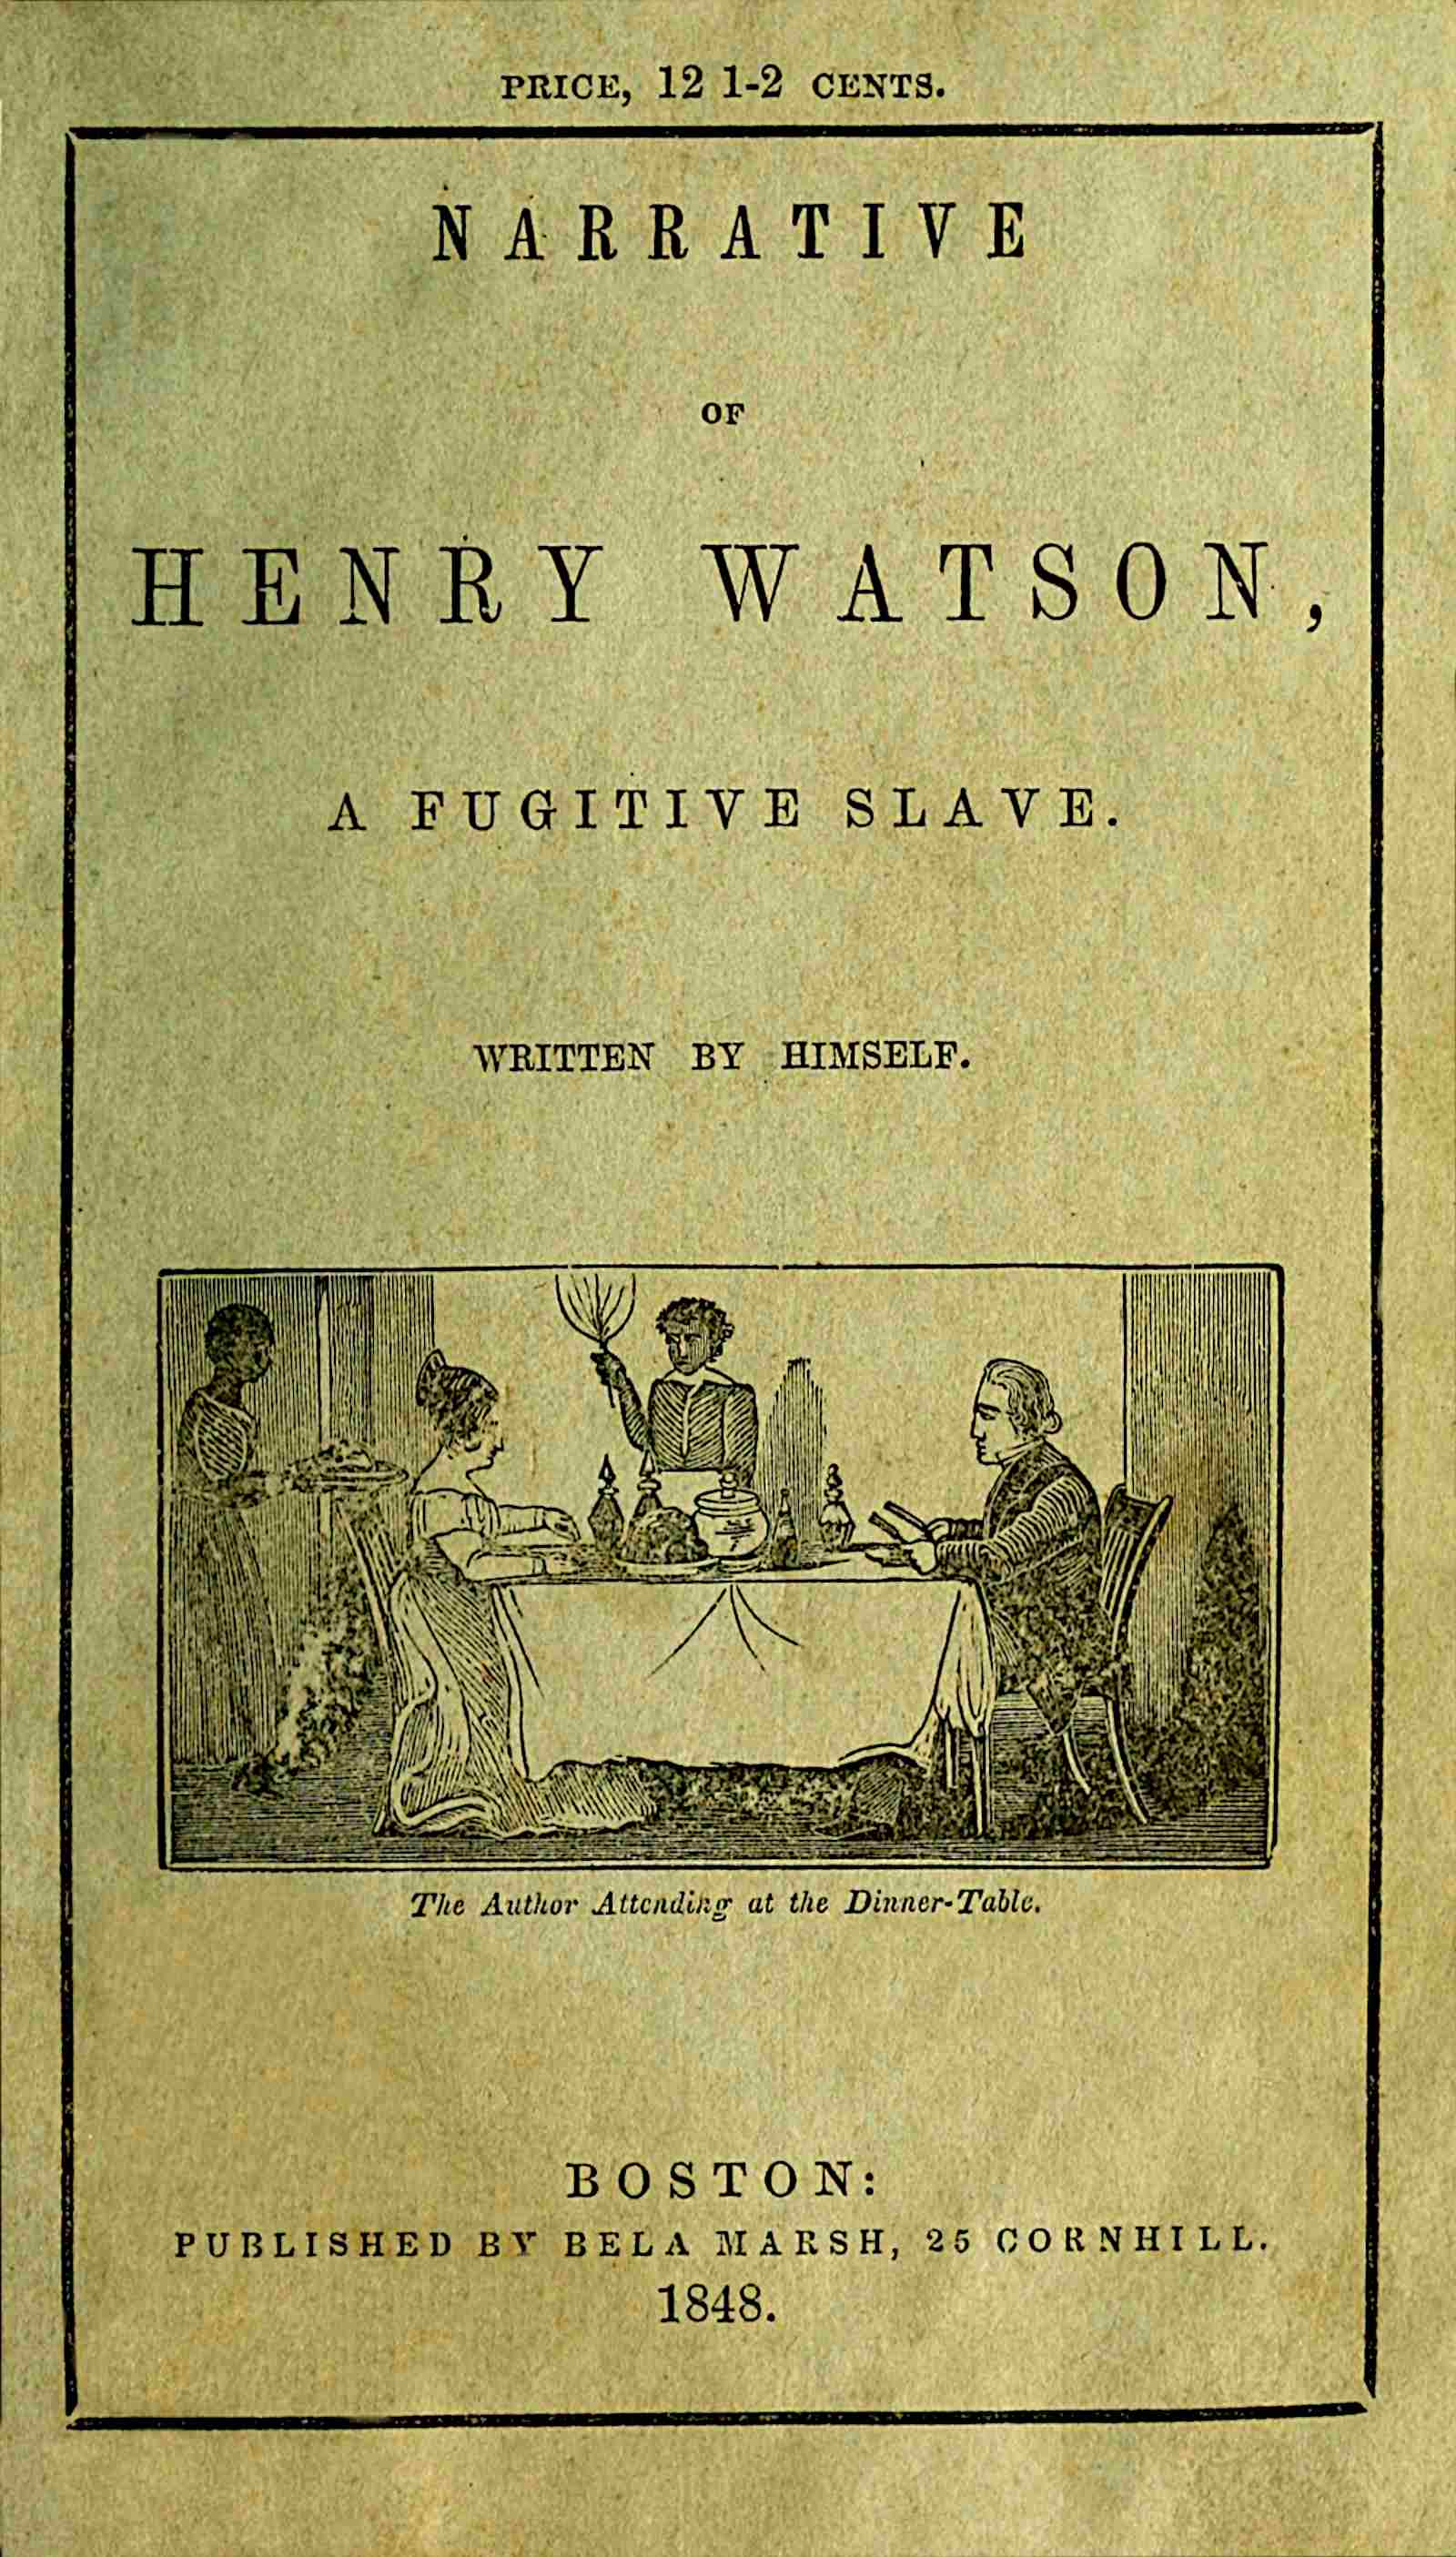 PRICE, 12 1-2 CENTS.
NARRATIVE
OF
HENRY WATSON,
A FUGITIVE SLAVE.
WRITTEN BY HIMSELF.
The Author Attending at the Dinner-Table.
BOSTON:
PUBLISHED BY BELA MARSH, 25 CORNHILL.
1848.